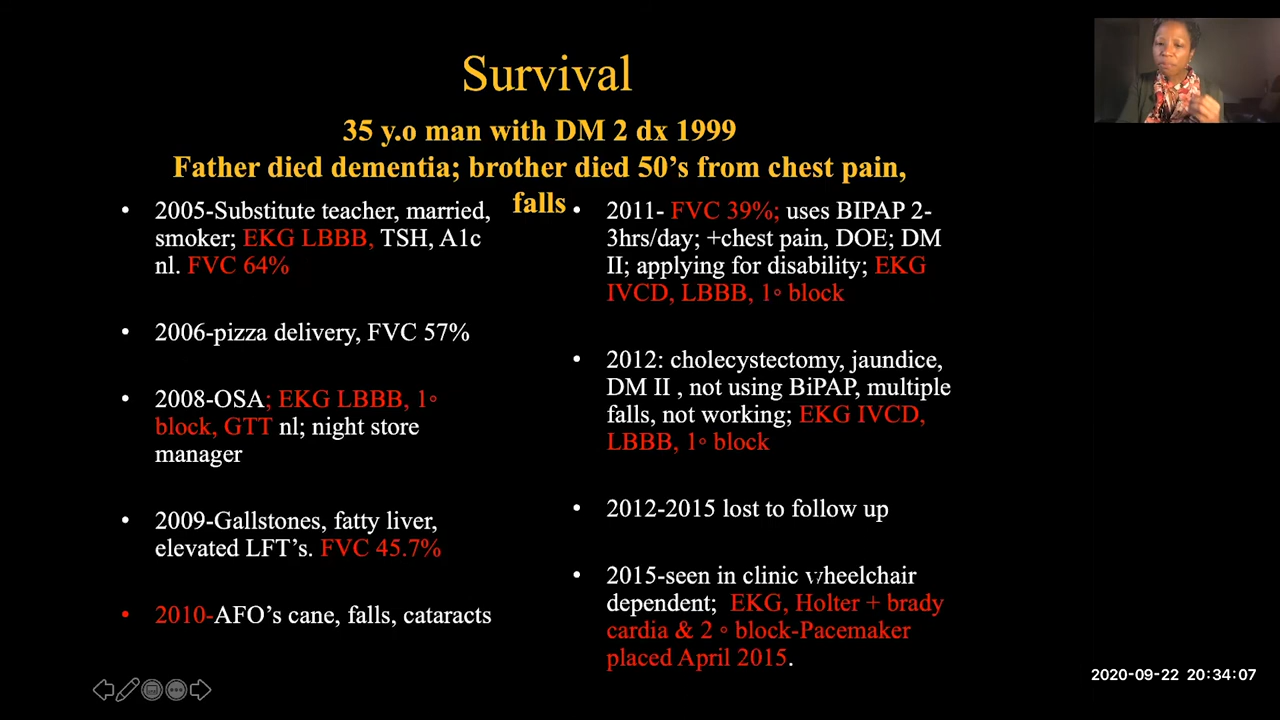 Survival
35 y.o man with DM 2 dx 1999
Father died dementia; brother died 50's from chest pain,
falls
• 2005-Substitute teacher, married,
smoker; EKG LBBB, TSH, A1c
nl. FVC 64%
• 2006-pizza delivery, FVC 57%
• 2008-OSA; EKG LBBB, 1◦
block, GTT nl; night store
manager
• 2009-Gallstones, fatty liver,
elevated LFT's. FVC 45.7%
• 2010-AFO's cane, falls, cataracts
• 2011- FVC 39%; uses BIPAP 2-
3hrs/day; +chest pain, DOE; DM
II; applying for disability; EKG
IVCD, LBBB, 1◦ block
• 2012: cholecystectomy, jaundice,
DM II , not using BiPAP, multiple
falls, not working; EKG IVCD,
LBBB, 1◦ block
• 2012-2015 lost to follow up
• 2015-seen in clinic wheelchair
dependent; EKG, Holter + brady
cardia & 2 ◦ block-Pacemaker
placed April 2015.
2020-09-22 20:34:07